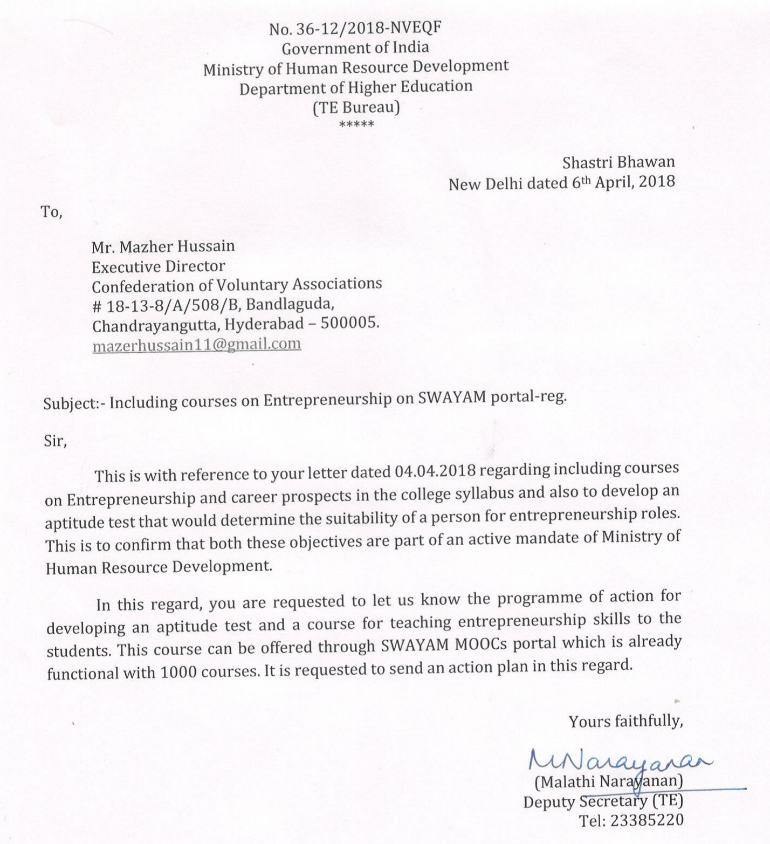 No. 36-12/2018-NVEQF
Government of India
Ministry of Human Resource Development
Department of Higher Education
(TE Bureau)
*****
Shastri Bhawan
New Delhi dated 6th April, 2018
To,
Mr. Mazher Hussain
Executive Director
Confederation of Voluntary Associations
# 18-13-8/A/508/B, Bandlaguda,
Chandrayangutta, Hyderabad – 500005.
mazerhussain11@gmail.com
Subject:- Including courses on Entrepreneurship on SWAYAM portal-reg.
Sir,
This is with reference to your letter dated 04.04.2018 regarding including courses
on Entrepreneurship and career prospects in the college syllabus and also to develop an
aptitude test that would determine the suitability of a person for entrepreneurship roles.
This is to confirm that both these objectives are part of an active mandate of Ministry of
Human Resource Development.
In this regard, you are requested to let us know the programme of action for
developing an aptitude test and a course for teaching entrepreneurship skills to the
students. This course can be offered through SWAYAM MOOCs portal which is already
functional with 1000 courses. It is requested to send an action plan in this regard.
Yours faithfully,
MNarayanan
(Malathi Narayanan)
Deputy Secretary (TE)
Tel: 23385220